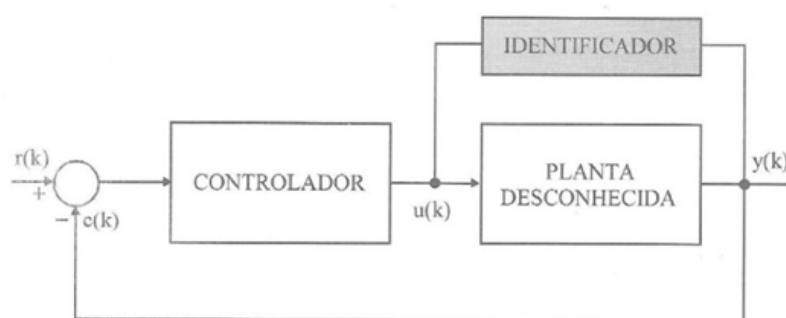 IDENTIFICADOR
r(k)
+
−
c(k)
CONTROLADOR
u(k)
PLANTA
DESCONHECIDA
y(k)